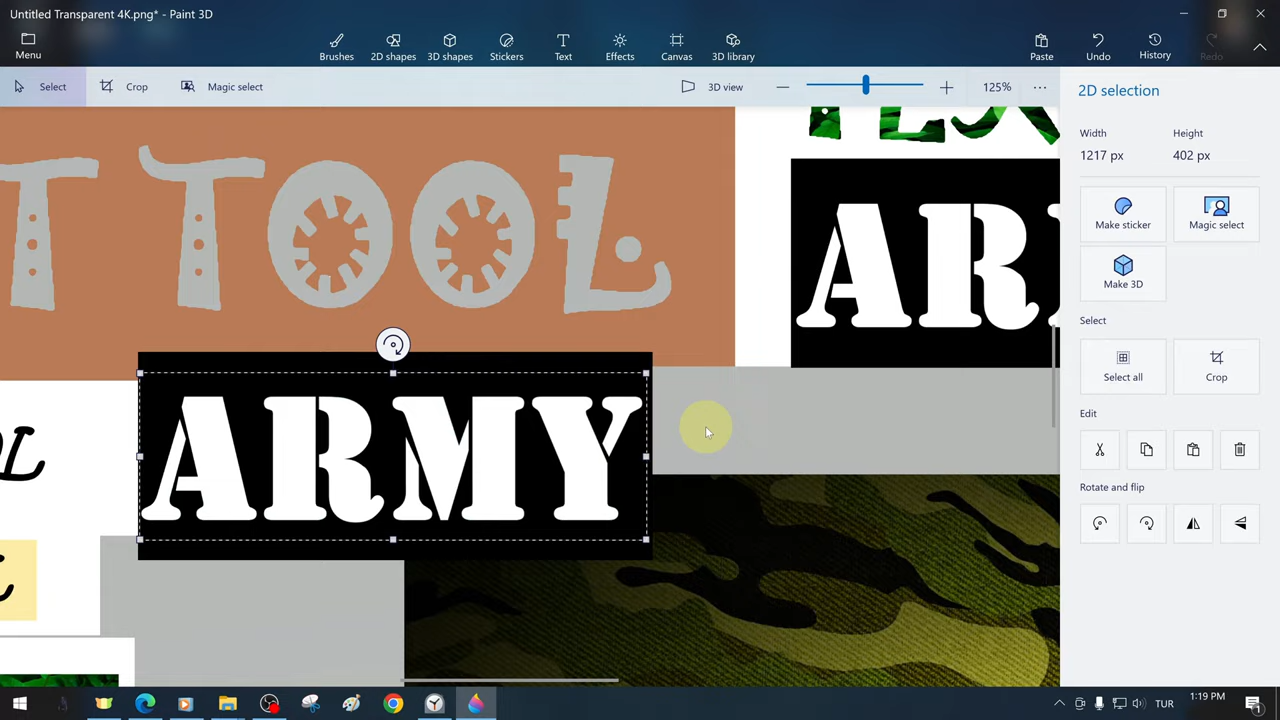 Untitled Transparent 4K.png* - Paint 3D
Menu
Brushes
2D shapes
3D shapes
Stickers
Text
Effects
Canvas
3D library
Paste
Undo
History
Redo
Select
Crop
Magic select
3D view
125%
2D selection
Width
Height
1217 px
402 px
Make sticker
Magic select
Make 3D
Select
Select all
Crop
Edit
Rotate and flip
T TOOL
AR
ARMY
OL
1:19 PM
TUR
1